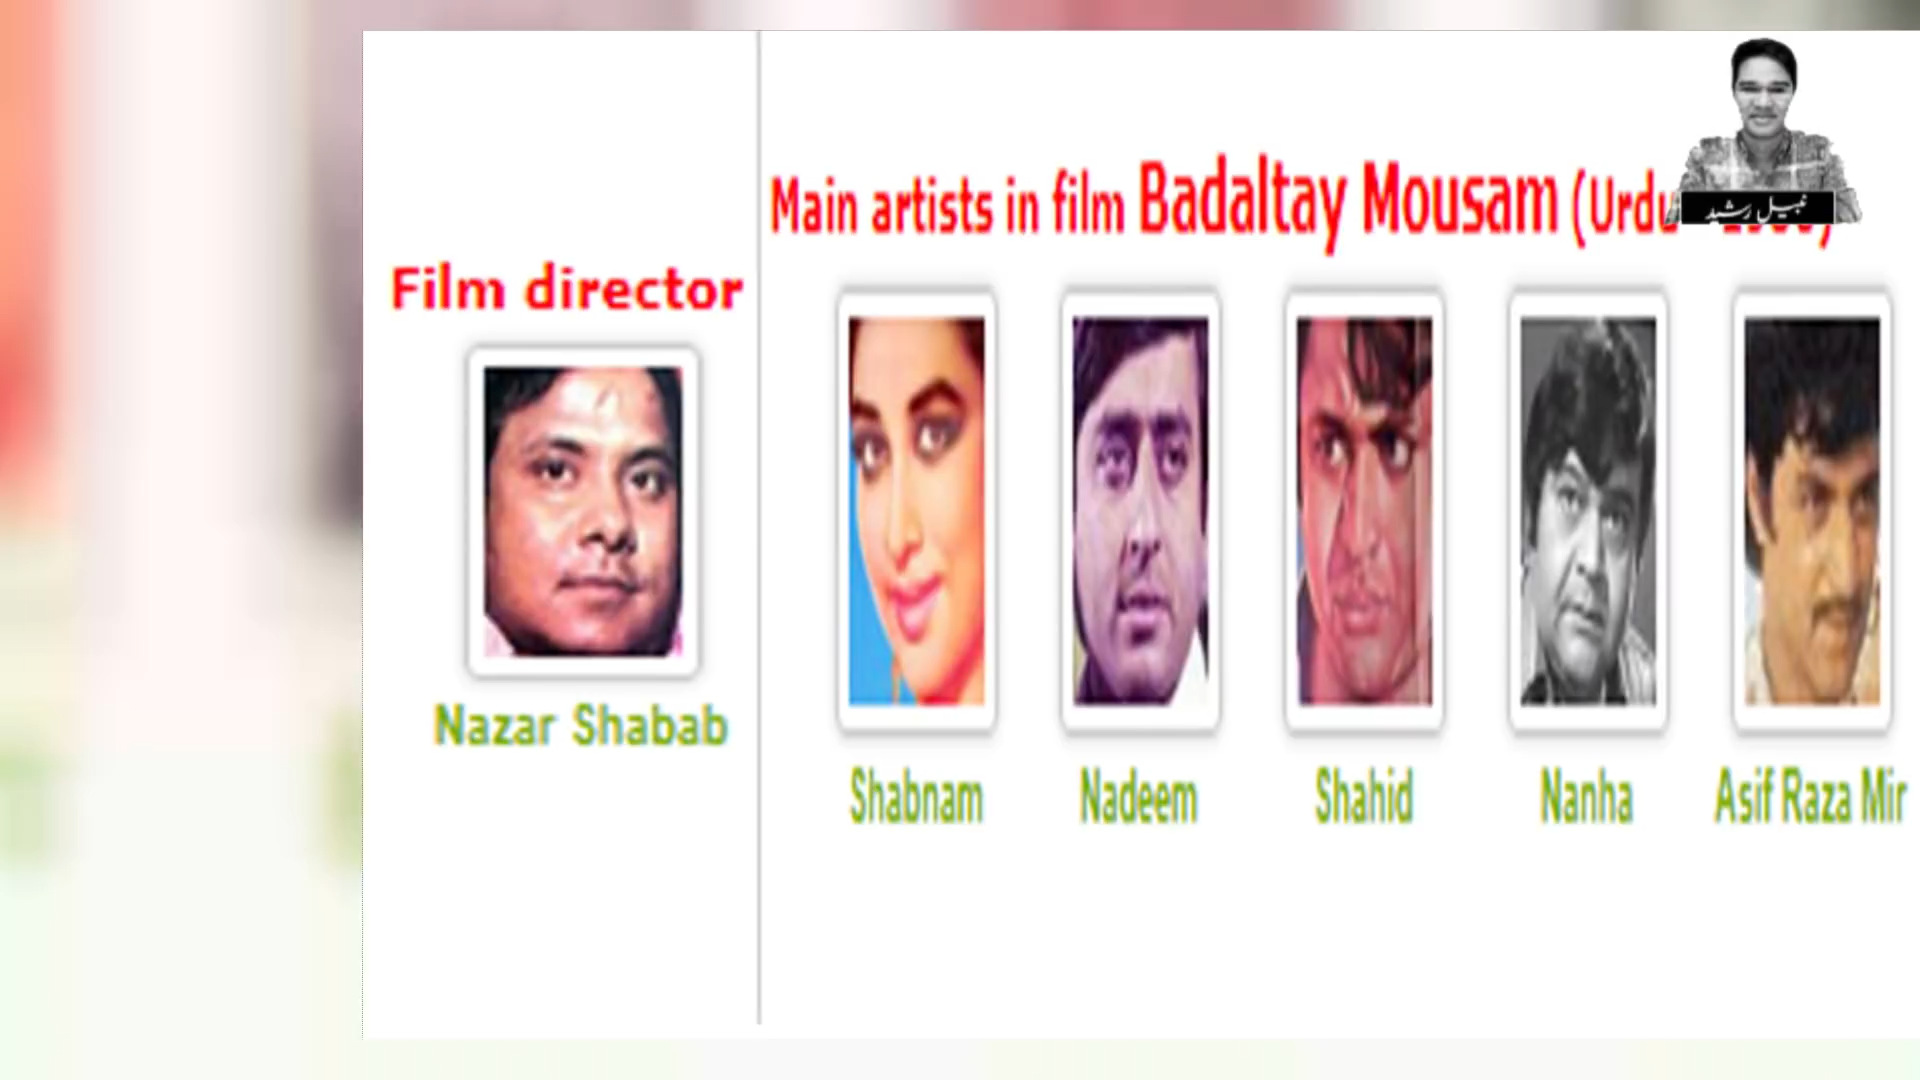 Film director
Nazar Shabab
Main artists in film Badaltay Mousam (Urdu
Shabnam
Nadeem
Shahid
Nanha
Asif Raza Mir
نبیل رشید